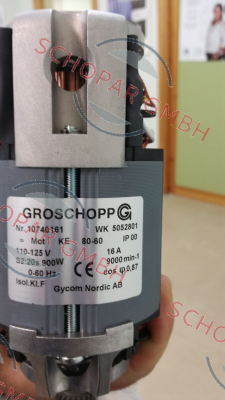 SCHOPAR GMBH
GROSCHOPP G
Nr. 10740161 WK 5052801
≂ Mot KE 80-60 IP 00
110-125 V 16 A
S2:20s 900W 9000 min-1
0-60 Hz CE cos φ 0,87
Isol.Kl.F Gycom Nordic AB